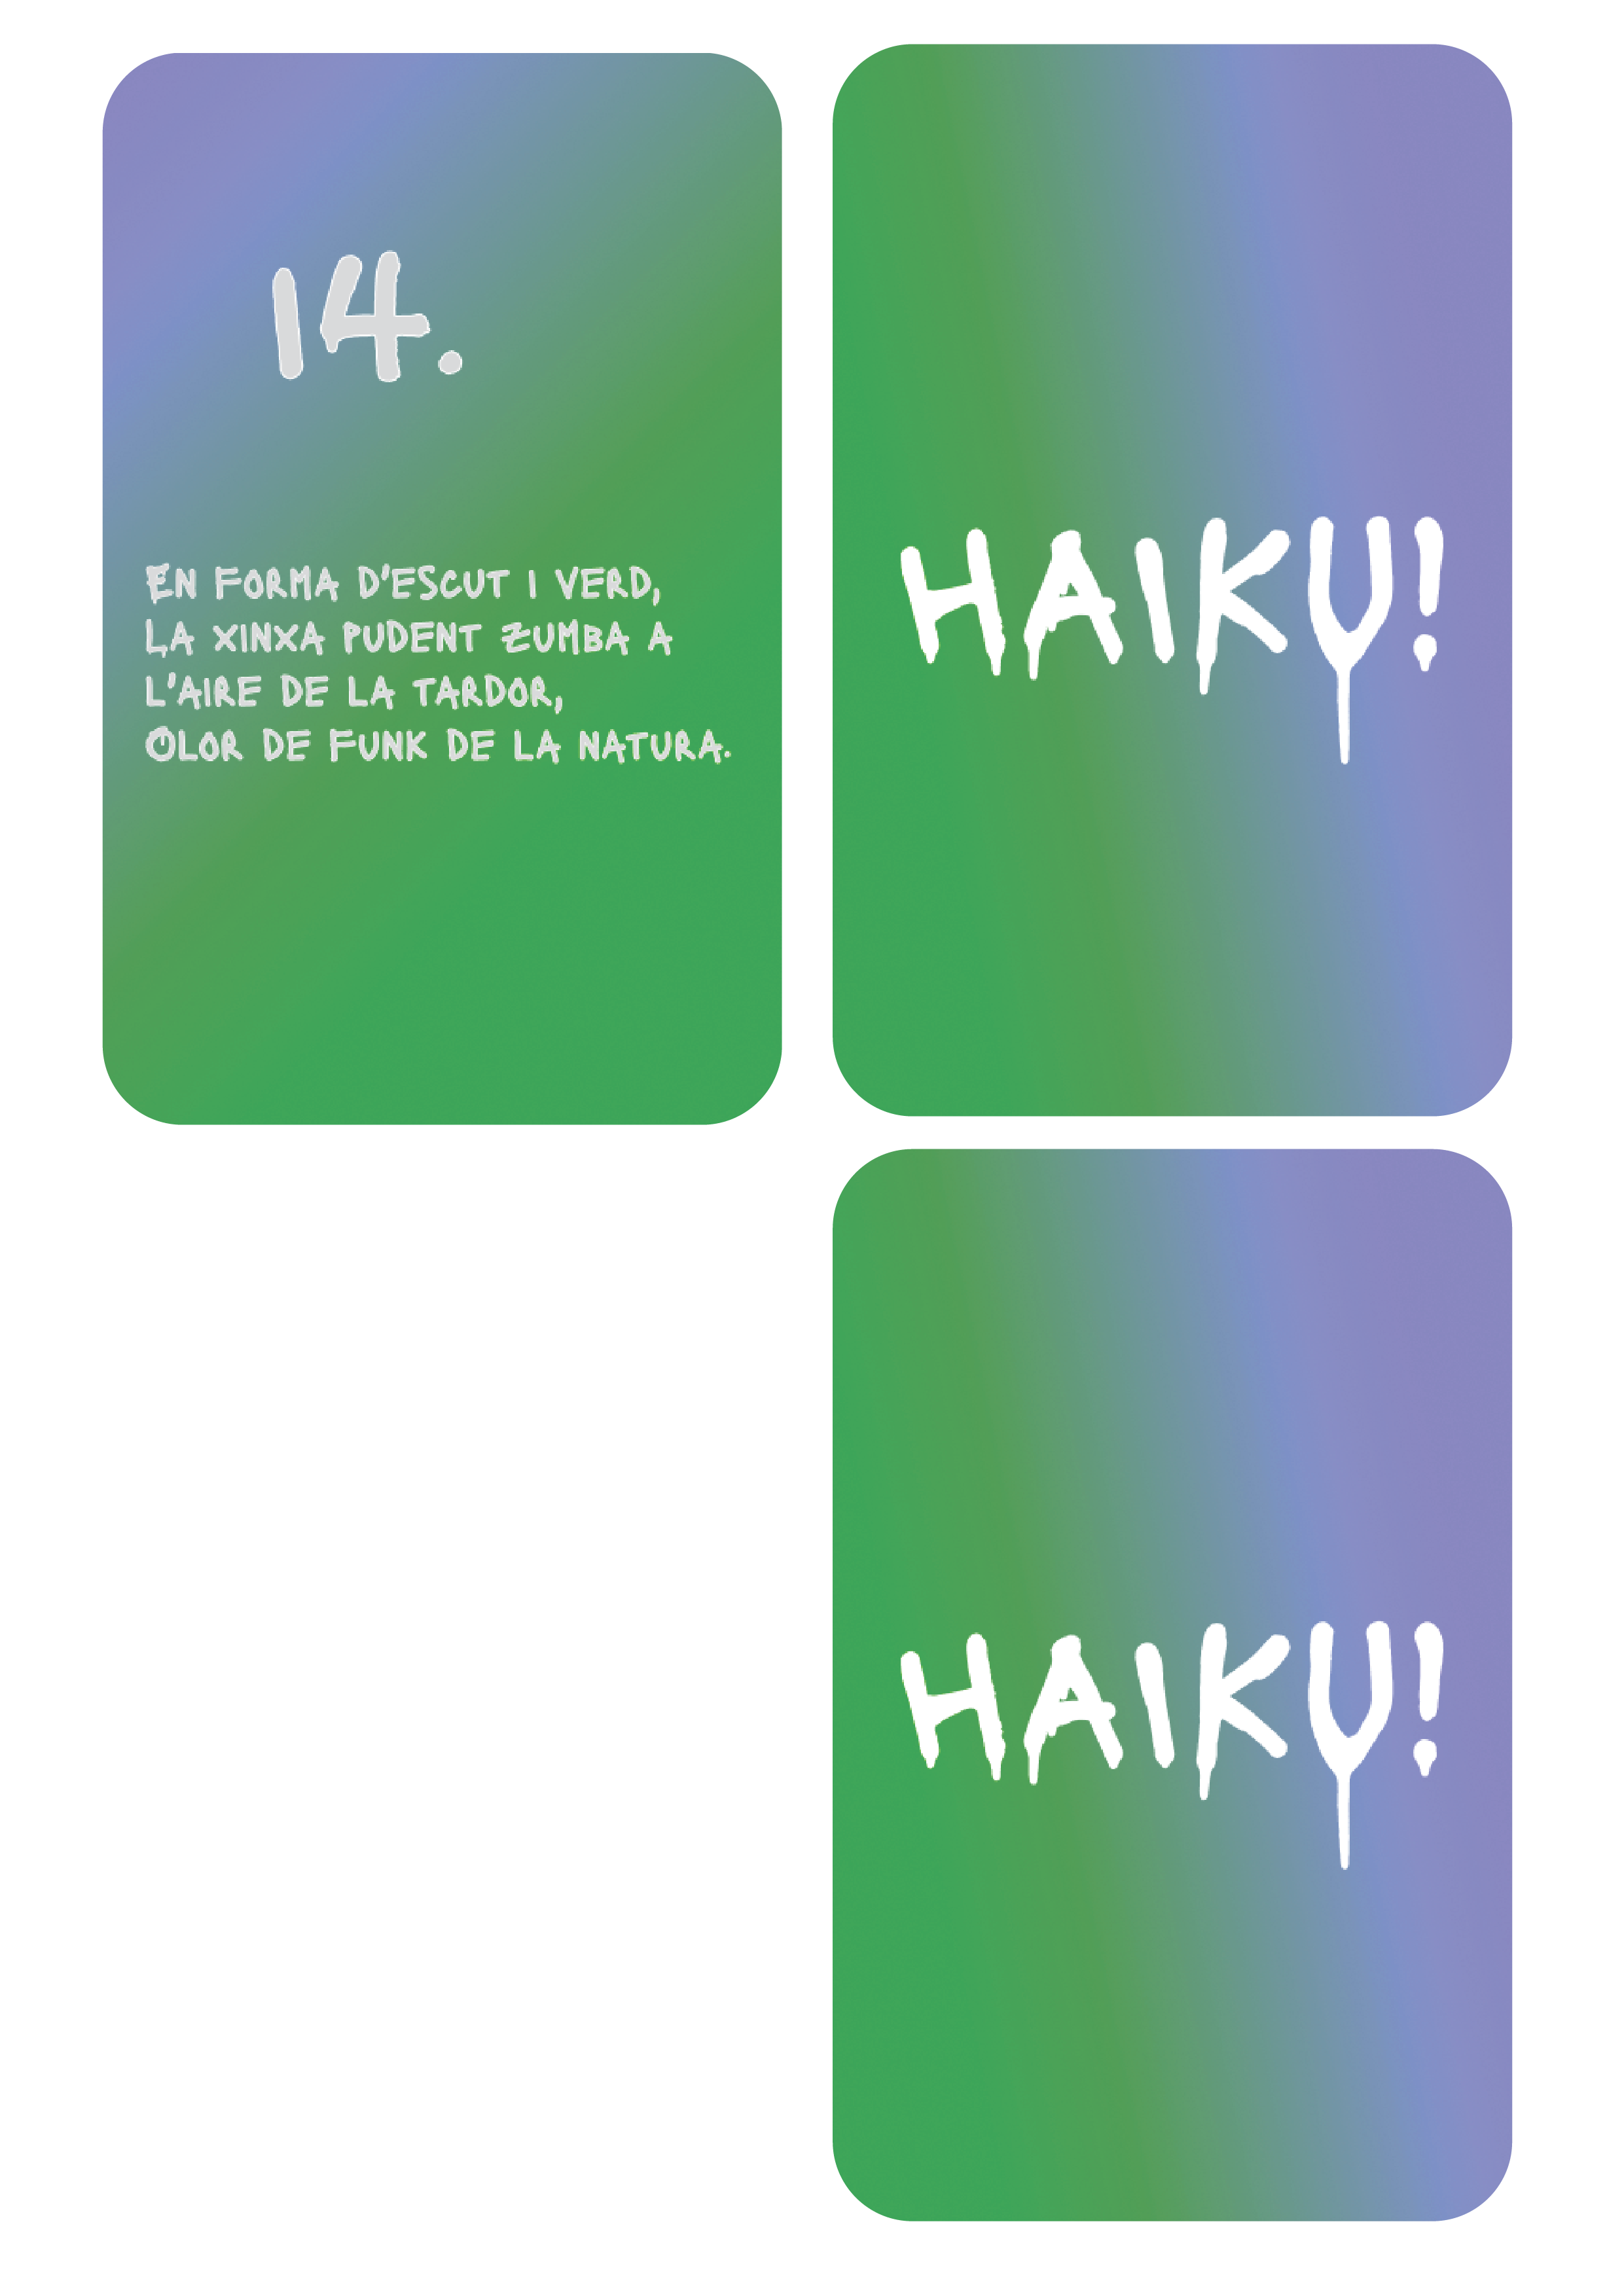 14.
EN FORMA D'ESCUT I VERD,
LA XINXA PUDENT ZUMBA A
L'AIRE DE LA TARDOR,
OLOR DE FUNK DE LA NATURA.
HAIKU!
HAIKU!